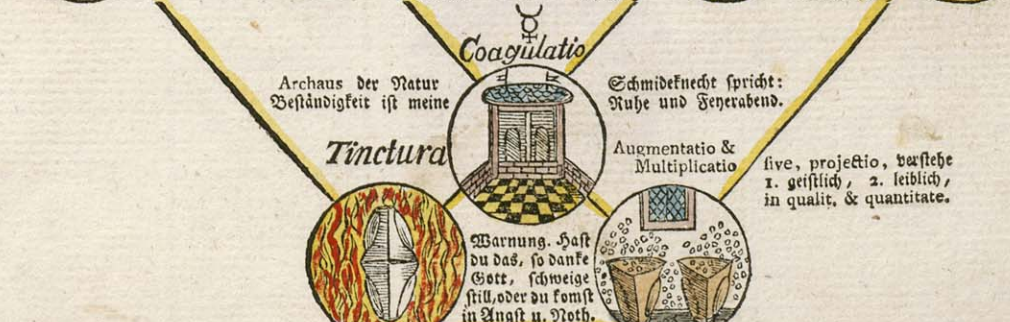 Coagulatio
Archaus der Natur
Beständigkeit ist meine
Schmideknecht spricht:
Ruhe und Feyerabend.
Tinctura
Augmentatio &
Multiplicatio
sive, projectio, verstehe
1. geistlich, 2. leiblich,
in qualit. & quantitate.
Warnung. Hast
du das, so danke
Gott, schweige
still, oder du komst
in Angst u. Noth.